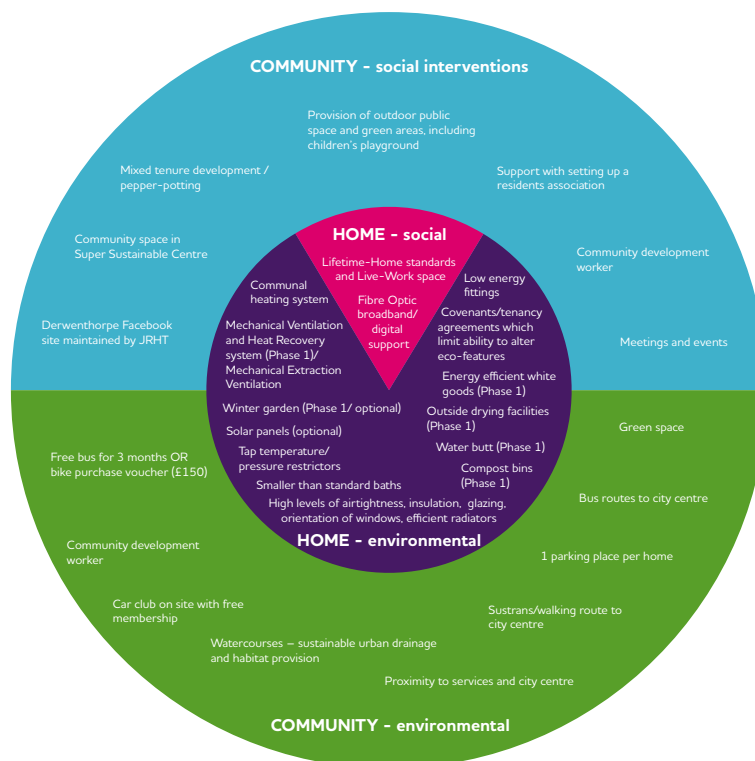 COMMUNITY - social interventions
Provision of outdoor public
space and green areas, including
children's playground
Mixed tenure development /
pepper-potting
Support with setting up a
residents association
Community space in
Super Sustainable Centre
Community development
worker
Derwenthorpe Facebook
site maintained by JRHT
Meetings and events
HOME - social
Lifetime-Home standards
and Live-Work space
Fibre Optic
broadband/
digital
support
Communal
heating system
Mechanical Ventilation
and Heat Recovery
system (Phase 1)/
Mechanical Extraction
Ventilation
Winter garden (Phase 1/ optional)
Solar panels (optional)
Tap temperature/
pressure restrictors
Smaller than standard baths
Low energy
fittings
Covenants/tenancy
agreements which
limit ability to alter
eco-features
Energy efficient white
goods (Phase 1)
Outside drying facilities
(Phase 1)
Water butt (Phase 1)
Compost bins
(Phase 1)
High levels of airtightness, insulation, glazing,
orientation of windows, efficient radiators
HOME - environmental
Free bus for 3 months OR
bike purchase voucher (£150)
Community development
worker
Car club on site with free
membership
Watercourses – sustainable urban drainage
and habitat provision
Green space
Bus routes to city centre
1 parking place per home
Sustrans/walking route to
city centre
Proximity to services and city centre
COMMUNITY - environmental